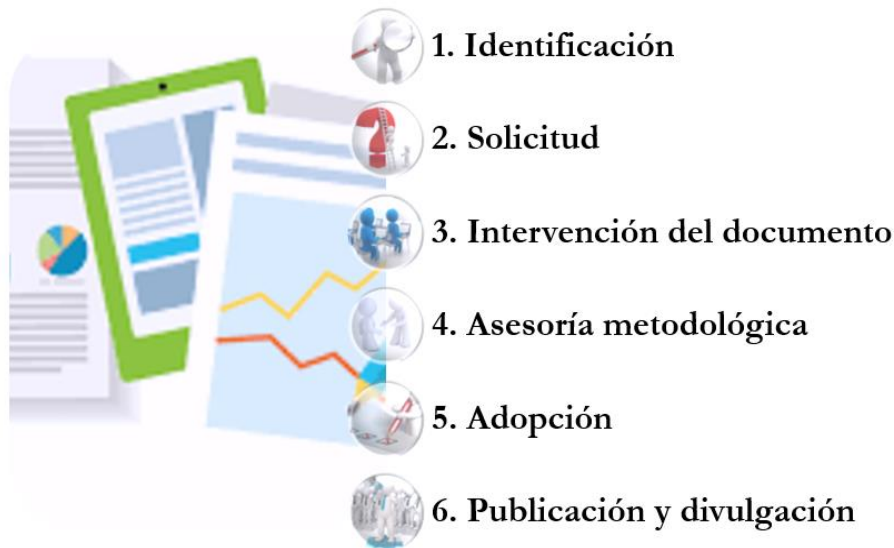 1. Identificación
2. Solicitud
3. Intervención del documento
4. Asesoría metodológica
5. Adopción
6. Publicación y divulgación